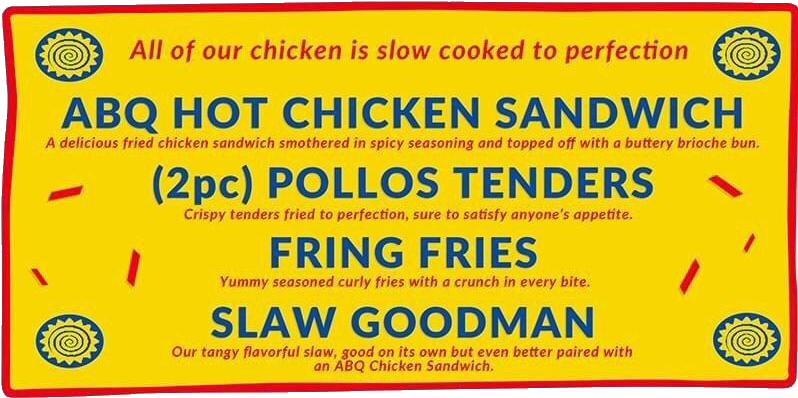 All of our chicken is slow cooked to perfection
ABQ HOT CHICKEN SANDWICH
A delicious fried chicken sandwich smothered in spicy seasoning and topped off with a buttery brioche bun.
(2pc) POLLOS TENDERS
Crispy tenders fried to perfection, sure to satisfy anyone's appetite.
FRING FRIES
Yummy seasoned curly fries with a crunch in every bite.
SLAW GOODMAN
Our tangy flavorful slaw, good on its own but even better paired with
an ABQ Chicken Sandwich.